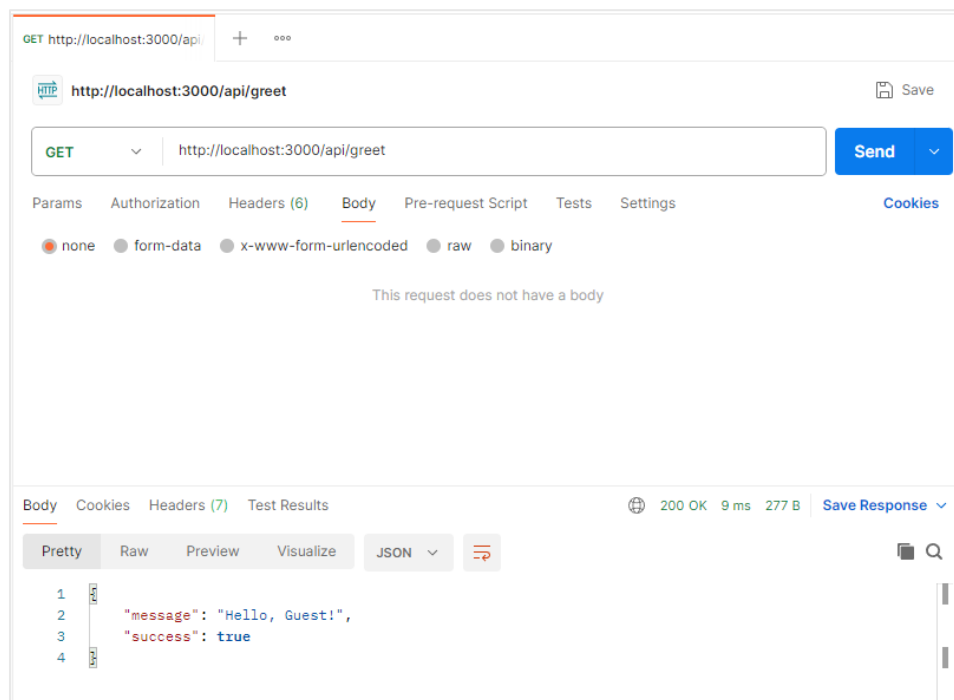 GET http://localhost:3000/api/
HTTP http://localhost:3000/api/greet Save
GET http://localhost:3000/api/greet Send
Params Authorization Headers (6) Body Pre-request Script Tests Settings Cookies
none form-data x-www-form-urlencoded raw binary
This request does not have a body
Body Cookies Headers (7) Test Results 200 OK 9 ms 277 B Save Response
Pretty Raw Preview Visualize JSON
1 {
2 "message": "Hello, Guest!",
3 "success": true
4 }